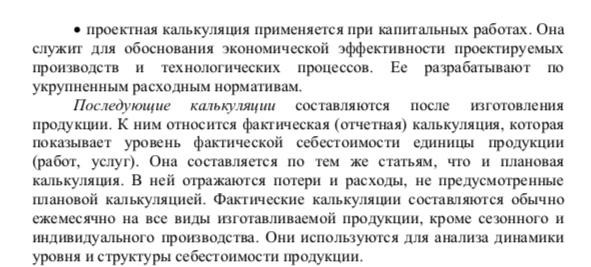 • проектная калькуляция применяется при капитальных работах. Она
служит для обоснования экономической эффективности проектируемых
производств и технологических процессов. Ее разрабатывают по
укрупненным расходным нормативам.
Последующие калькуляции составляются после изготовления
продукции. К ним относится фактическая (отчетная) калькуляция, которая
показывает уровень фактической себестоимости единицы продукции
(работ, услуг). Она составляется по тем же статьям, что и плановая
калькуляция. В ней отражаются потери и расходы, не предусмотренные
плановой калькуляцией. Фактические калькуляции составляются обычно
ежемесячно на все виды изготавливаемой продукции, кроме сезонного и
индивидуального производства. Они используются для анализа динамики
уровня и структуры себестоимости продукции.